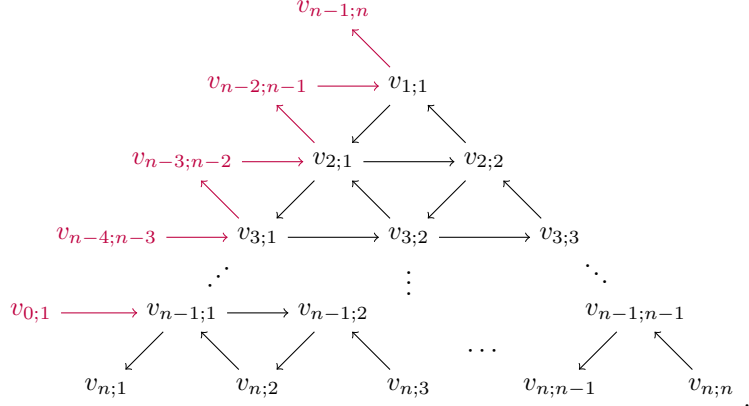 v_{n−1;n}
v_{n−2;n−1} v_{1;1}
v_{n−3;n−2} v_{2;1} v_{2;2}
v_{n−4;n−3} v_{3;1} v_{3;2} v_{3;3}
⋰ ⋮ ⋱
v_{0;1} v_{n−1;1} v_{n−1;2} v_{n−1;n−1}
⋯
v_{n;1} v_{n;2} v_{n;3} v_{n;n−1} v_{n;n}
.